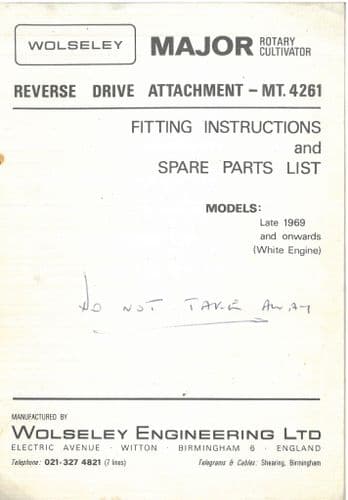 WOLSELEY
MAJOR ROTARY CULTIVATOR
REVERSE DRIVE ATTACHMENT – MT. 4261
FITTING INSTRUCTIONS
and
SPARE PARTS LIST
MODELS:
Late 1969
and onwards
(White Engine)
DO NOT TAKE AWAY
MANUFACTURED BY
WOLSELEY ENGINEERING LTD
ELECTRIC AVENUE · WITTON · BIRMINGHAM 6 · ENGLAND
Telephone: 021-327 4821 (7 lines) Telegrams & Cables: Shearing, Birmingham